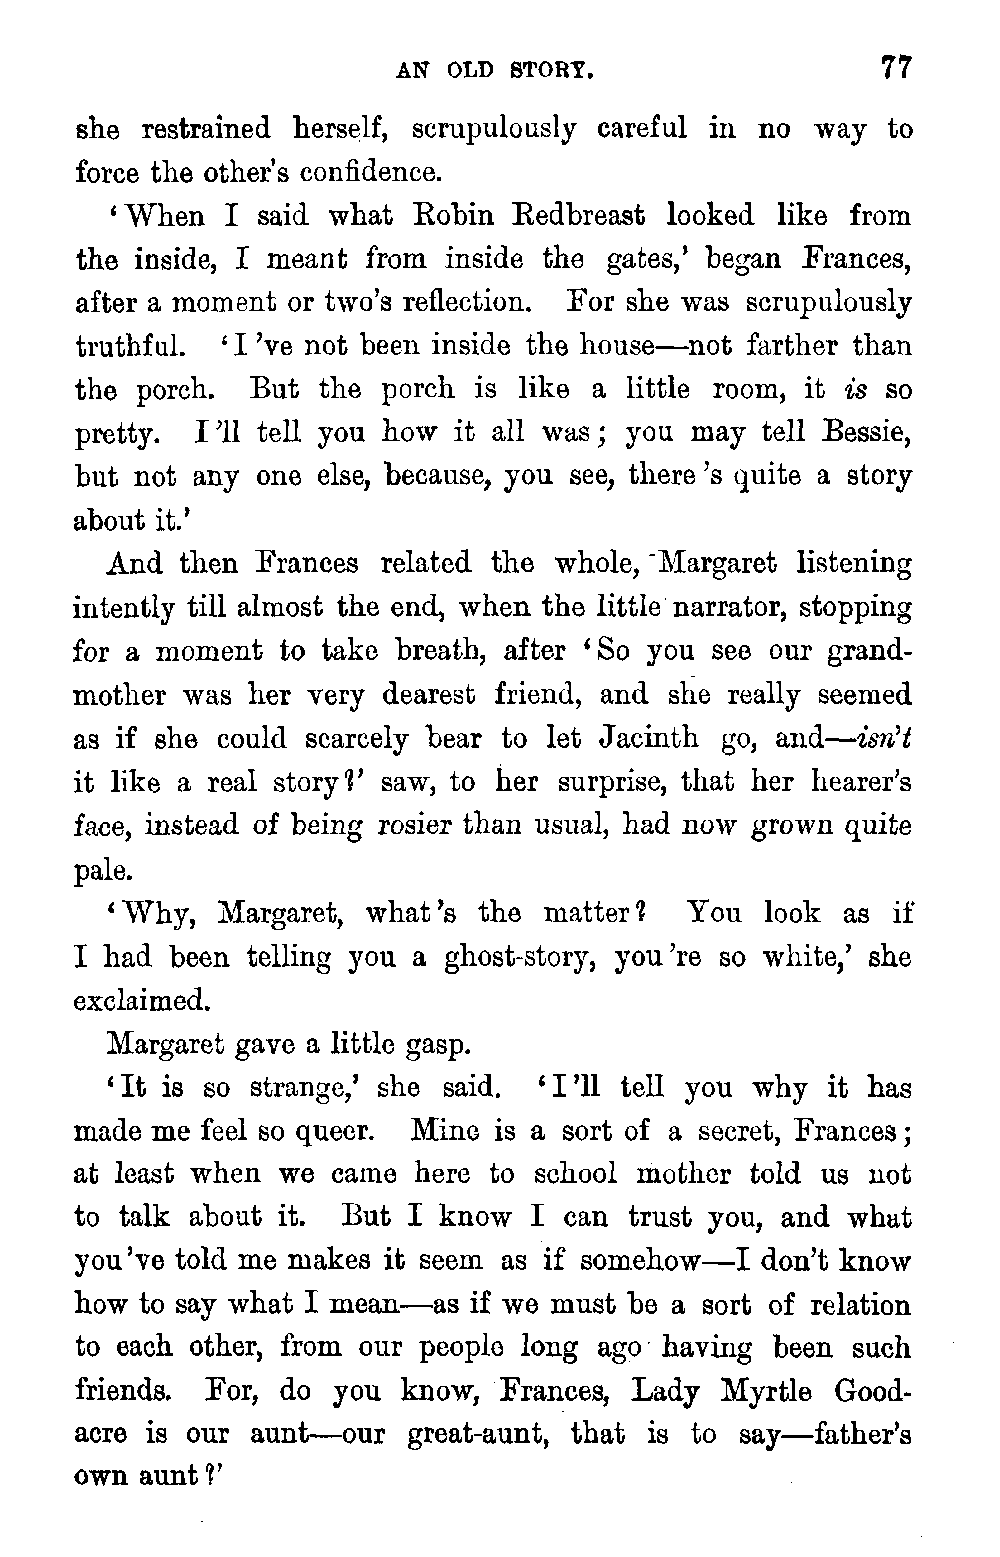 AN OLD STORY. 77
she restrained herself, scrupulously careful in no way to
force the other's confidence.
‘When I said what Robin Redbreast looked like from
the inside, I meant from inside the gates,’ began Frances,
after a moment or two’s reflection. For she was scrupulously
truthful. ‘I ’ve not been inside the house—not farther than
the porch. But the porch is like a little room, it is so
pretty. I ’ll tell you how it all was; you may tell Bessie,
but not any one else, because, you see, there ’s quite a story
about it.’
And then Frances related the whole, Margaret listening
intently till almost the end, when the little narrator, stopping
for a moment to take breath, after ‘So you see our grand-
mother was her very dearest friend, and she really seemed
as if she could scarcely bear to let Jacinth go, and—isn’t
it like a real story?’ saw, to her surprise, that her hearer’s
face, instead of being rosier than usual, had now grown quite
pale.
‘Why, Margaret, what ’s the matter? You look as if
I had been telling you a ghost-story, you ’re so white,’ she
exclaimed.
Margaret gave a little gasp.
‘It is so strange,’ she said. ‘I ’ll tell you why it has
made me feel so queer. Mine is a sort of a secret, Frances;
at least when we came here to school mother told us not
to talk about it. But I know I can trust you, and what
you ’ve told me makes it seem as if somehow—I don’t know
how to say what I mean—as if we must be a sort of relation
to each other, from our people long ago having been such
friends. For, do you know, Frances, Lady Myrtle Good-
acre is our aunt—our great-aunt, that is to say—father’s
own aunt?’